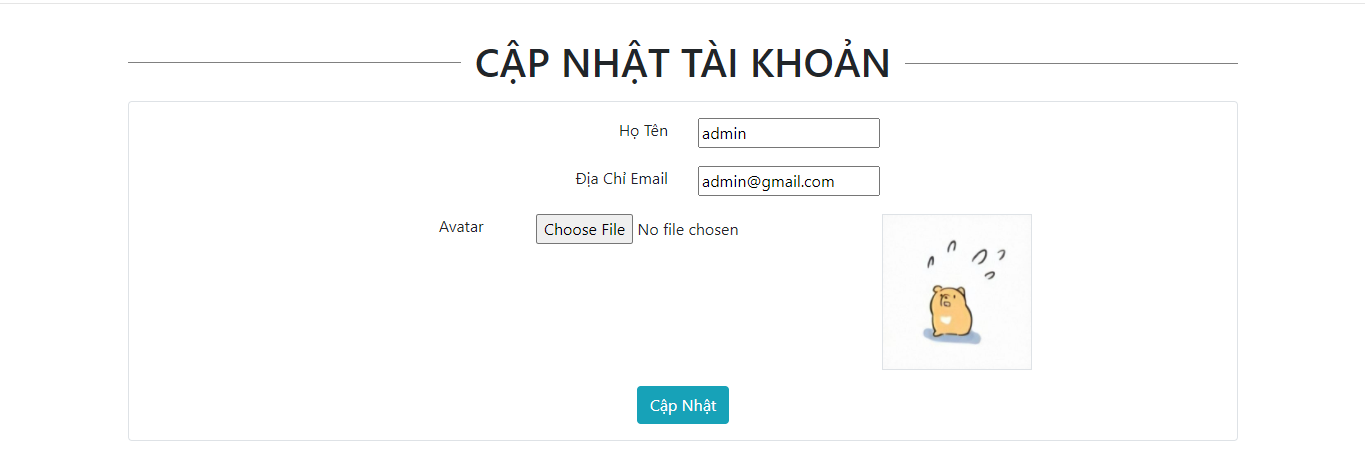 CẬP NHẬT TÀI KHOẢN
Họ Tên admin
Địa Chỉ Email admin@gmail.com
Avatar Choose File No file chosen
Cập Nhật